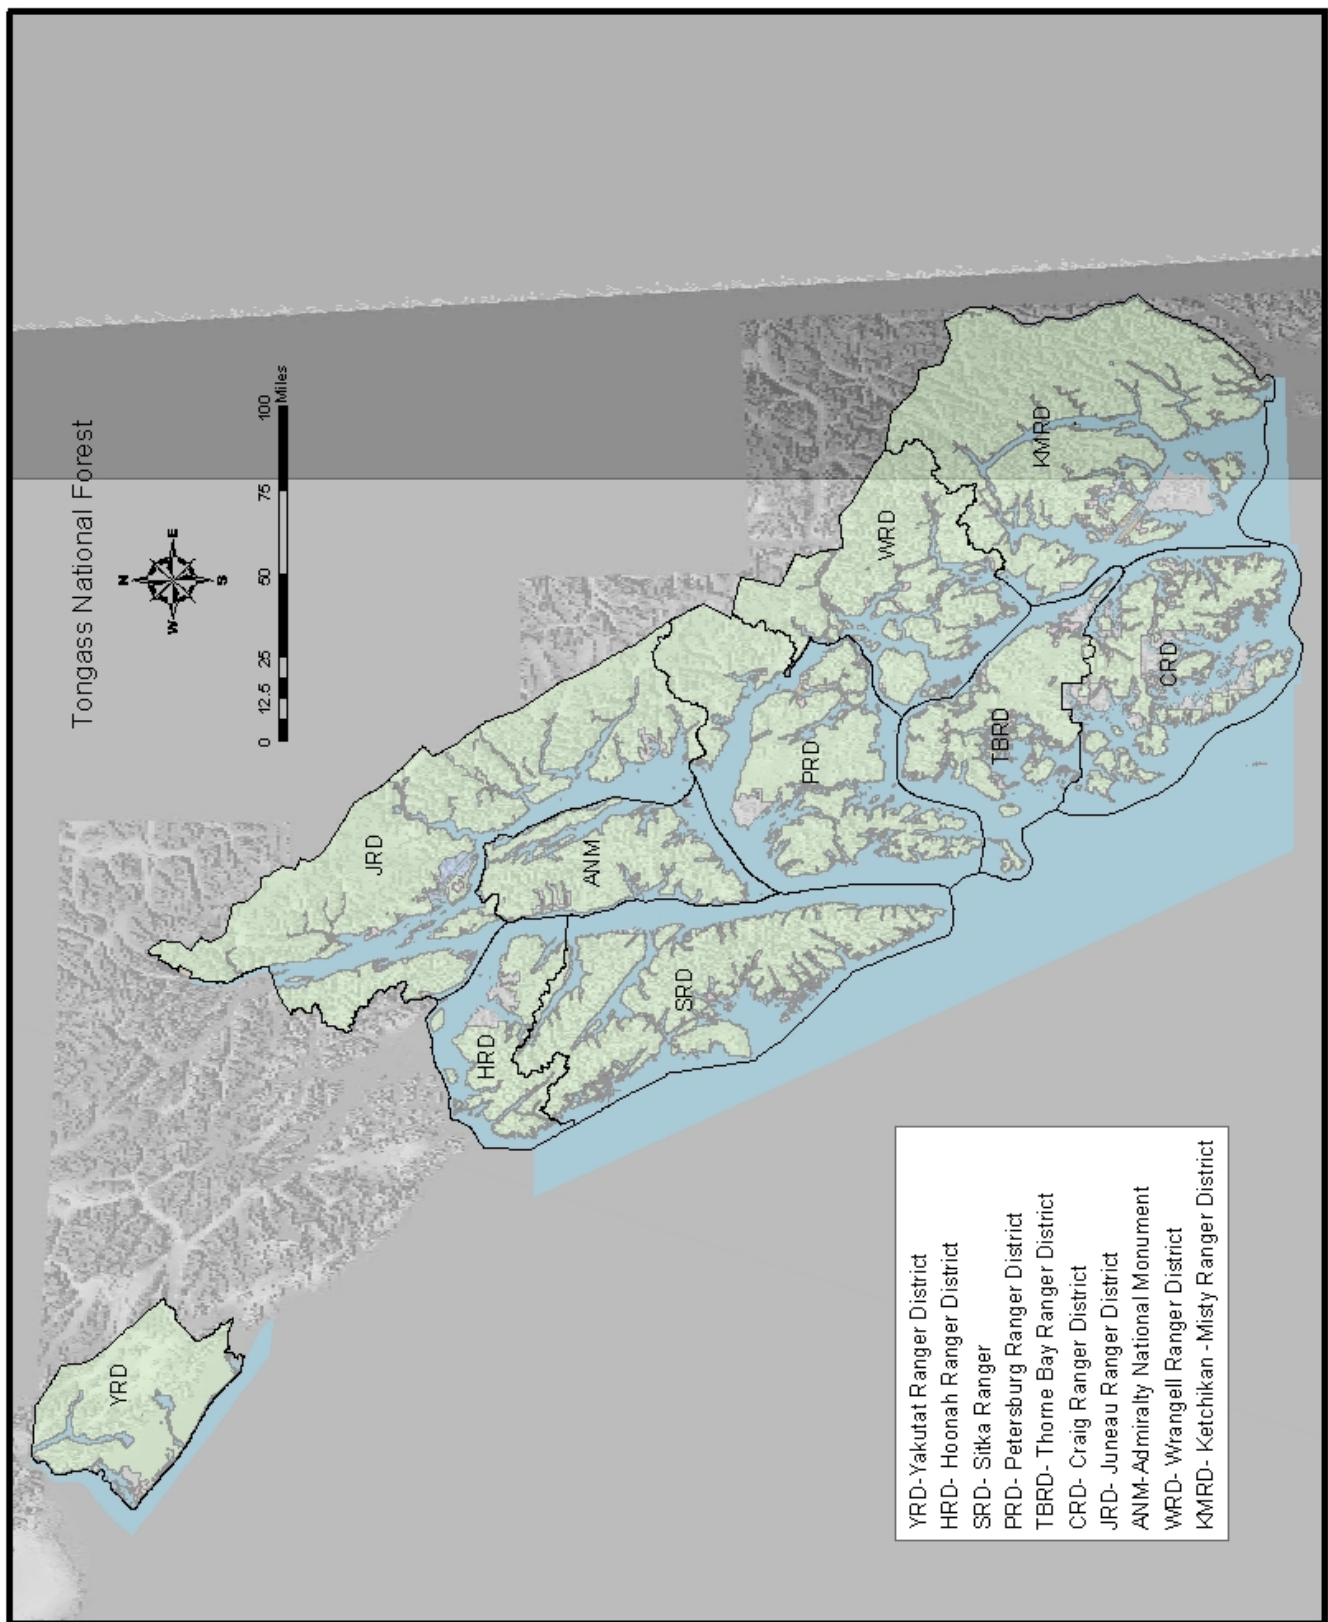 Tongass National Forest
N
W
E
S
0
12.5
25
50
75
100
Miles
YRD
JRD
HRD
ANM
SRD
PRD
WRD
TBRD
KMRD
CRD
YRD-Yakutat Ranger District
HRD- Hoonah Ranger District
SRD- Sitka Ranger
PRD- Petersburg Ranger District
TBRD- Thorne Bay Ranger District
CRD- Craig Ranger District
JRD- Juneau Ranger District
ANM-Admiralty National Monument
WRD- Wrangell Ranger District
KMRD- Ketchikan -Misty Ranger District